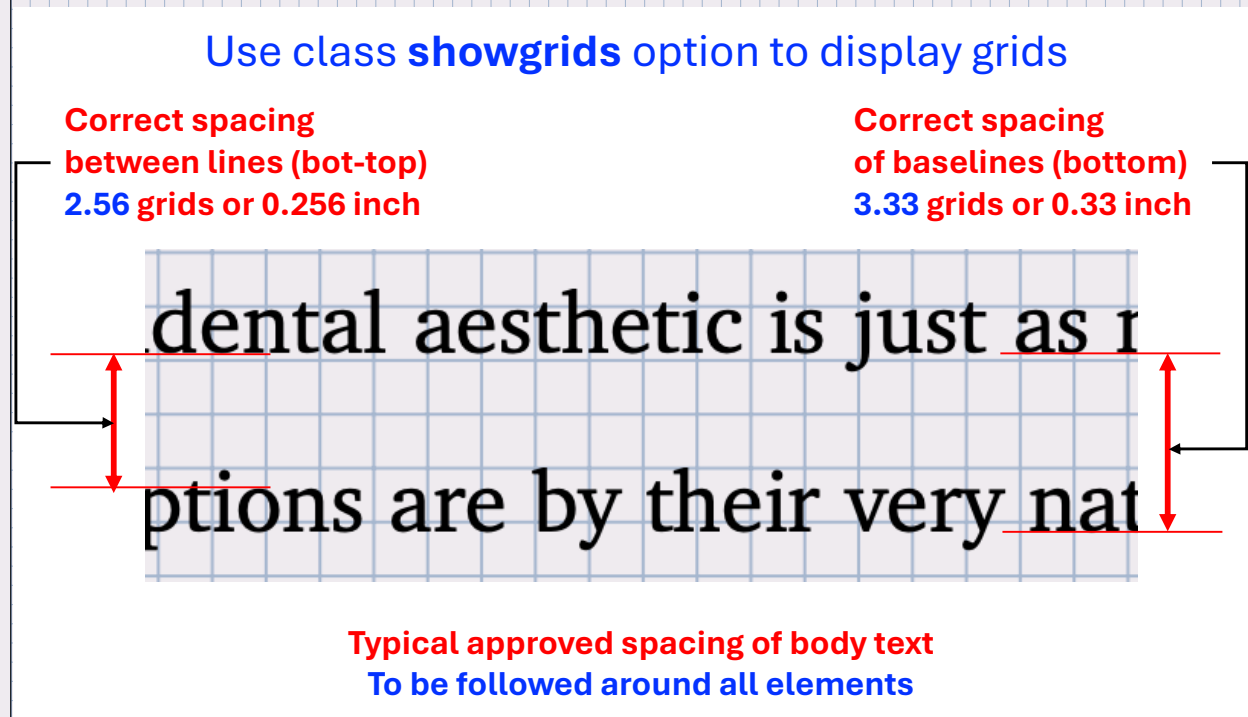 Use class showgrids option to display grids
Correct spacing
between lines (bot-top)
2.56 grids or 0.256 inch
Correct spacing
of baselines (bottom)
3.33 grids or 0.33 inch
dental aesthetic is just as
ptions are by their very nat
Typical approved spacing of body text
To be followed around all elements